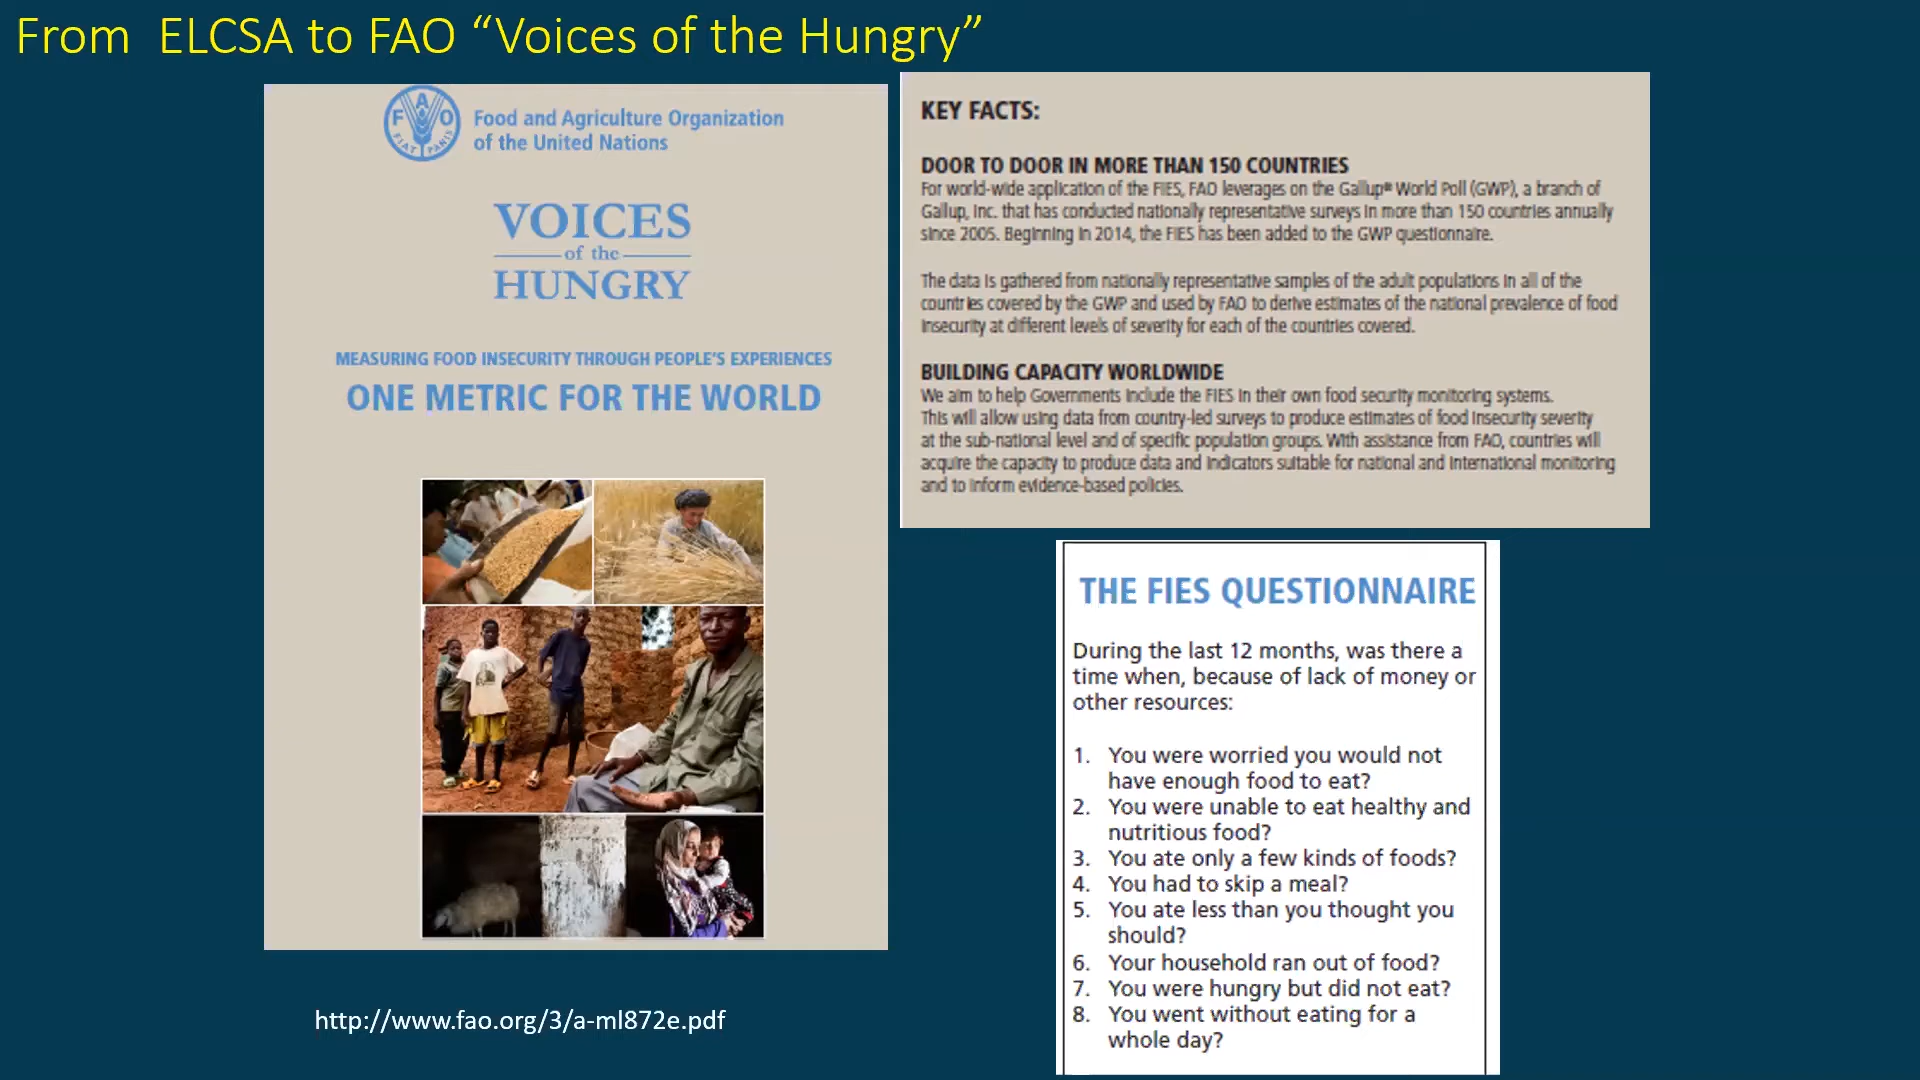 From ELCSA to FAO “Voices of the Hungry”
FAO
FIAT PANIS
Food and Agriculture Organization
of the United Nations
VOICES
of the
HUNGRY
MEASURING FOOD INSECURITY THROUGH PEOPLE'S EXPERIENCES
ONE METRIC FOR THE WORLD
http://www.fao.org/3/a-ml872e.pdf
KEY FACTS:
DOOR TO DOOR IN MORE THAN 150 COUNTRIES
For world-wide application of the FIES, FAO leverages on the Gallup® World Poll (GWP), a branch of
Gallup, Inc. that has conducted nationally representative surveys in more than 150 countries annually
since 2005. Beginning in 2014, the FIES has been added to the GWP questionnaire.
The data is gathered from nationally representative samples of the adult populations in all of the
countries covered by the GWP and used by FAO to derive estimates of the national prevalence of food
insecurity at different levels of severity for each of the countries covered.
BUILDING CAPACITY WORLDWIDE
We aim to help Governments include the FIES in their own food security monitoring systems.
This will allow using data from country-led surveys to produce estimates of food insecurity severity
at the sub-national level and of specific population groups. With assistance from FAO, countries will
acquire the capacity to produce data and indicators suitable for national and international monitoring
and to inform evidence-based policies.
THE FIES QUESTIONNAIRE
During the last 12 months, was there a
time when, because of lack of money or
other resources:
1. You were worried you would not
have enough food to eat?
2. You were unable to eat healthy and
nutritious food?
3. You ate only a few kinds of foods?
4. You had to skip a meal?
5. You ate less than you thought you
should?
6. Your household ran out of food?
7. You were hungry but did not eat?
8. You went without eating for a
whole day?